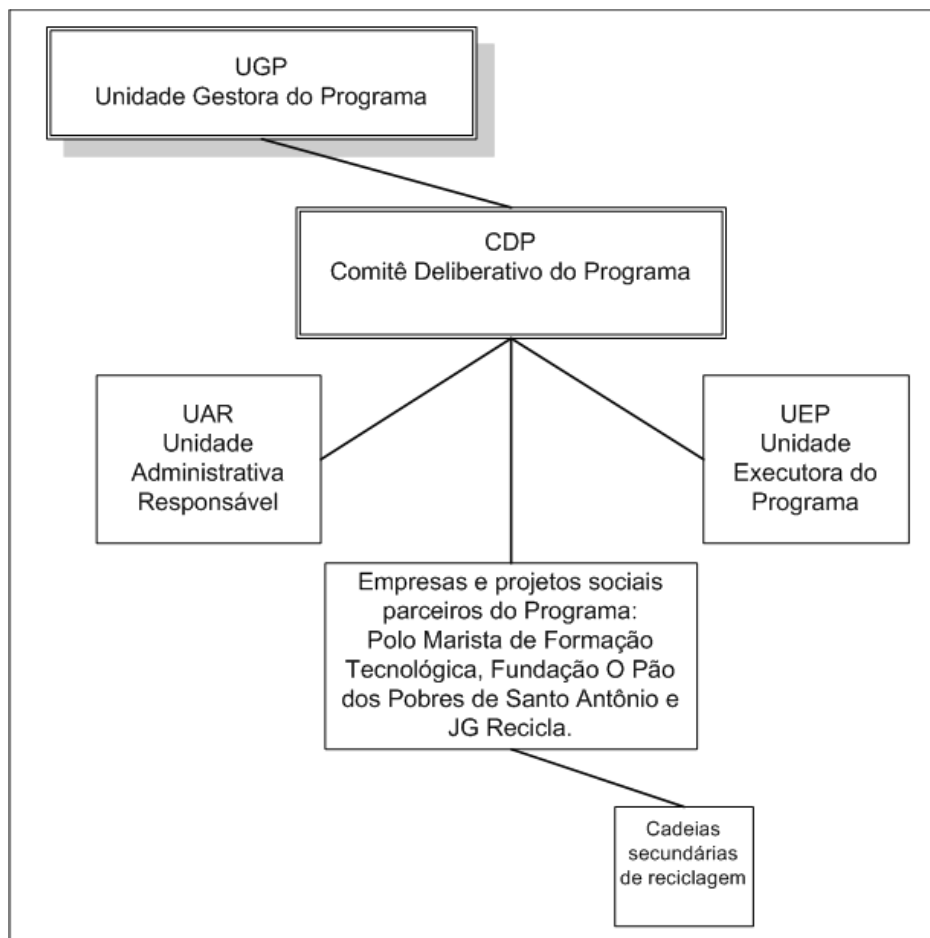 UGP
Unidade Gestora do Programa
CDP
Comitê Deliberativo do Programa
UAR
Unidade
Administrativa
Responsável
UEP
Unidade
Executora do
Programa
Empresas e projetos sociais
parceiros do Programa:
Polo Marista de Formação
Tecnológica, Fundação O Pão
dos Pobres de Santo Antônio e
JG Recicla.
Cadeias
secundárias
de reciclagem